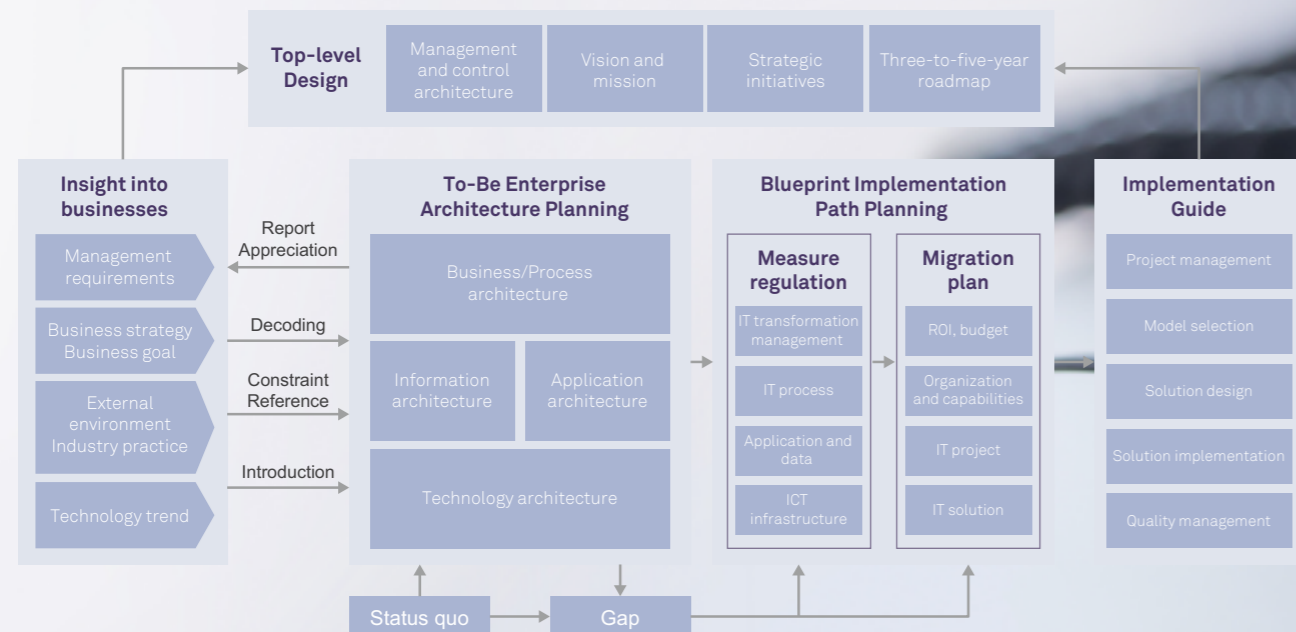 Top-level
Design
Management
and control
architecture
Vision and
mission
Strategic
initiatives
Three-to-five-year
roadmap
Insight into
businesses
Management
requirements
Business strategy
Business goal
External
environment
Industry practice
Technology trend
Report
Appreciation
Decoding
Constraint
Reference
Introduction
To-Be Enterprise
Architecture Planning
Business/Process
architecture
Information
architecture
Application
architecture
Technology architecture
Blueprint Implementation
Path Planning
Measure
regulation
IT transformation
management
IT process
Application and
data
ICT
infrastructure
Migration
plan
ROI, budget
Organization
and capabilities
IT project
IT solution
Implementation
Guide
Project management
Model selection
Solution design
Solution implementation
Quality management
Status quo
Gap